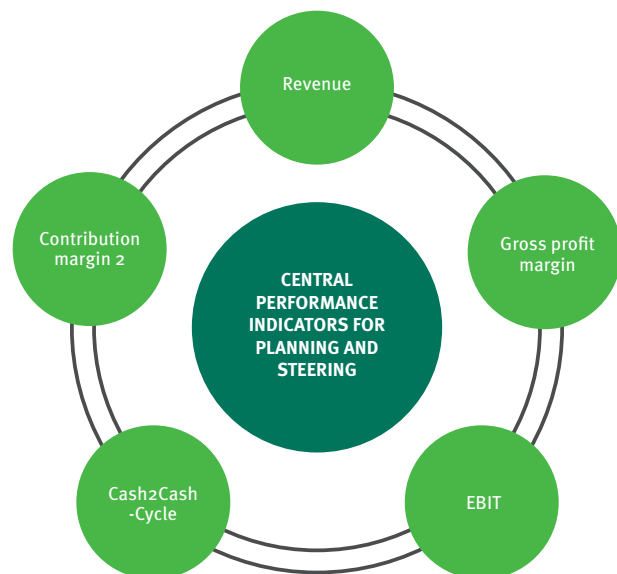 Revenue
Gross profit
margin
EBIT
Cash2Cash
-Cycle
Contribution
margin 2
CENTRAL
PERFORMANCE
INDICATORS FOR
PLANNING AND
STEERING